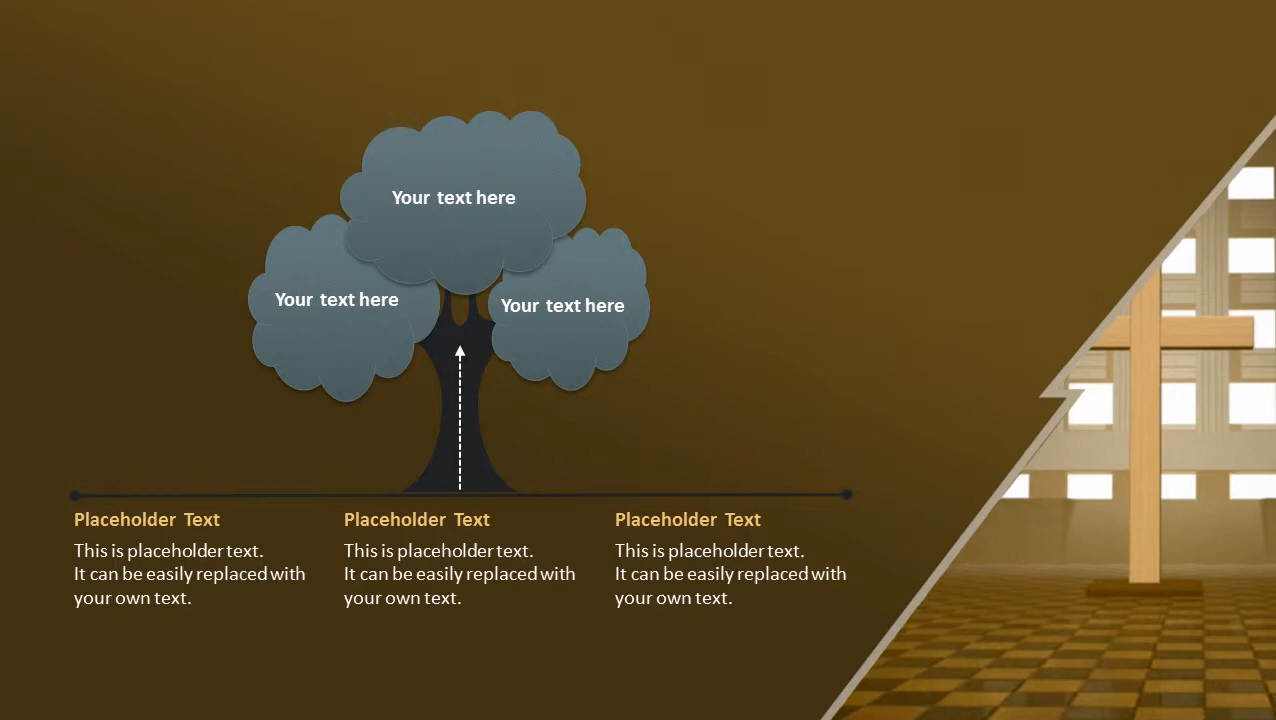 Your text here
Your text here
Your text here
Placeholder Text
This is placeholder text.
It can be easily replaced with
your own text.
Placeholder Text
This is placeholder text.
It can be easily replaced with
your own text.
Placeholder Text
This is placeholder text.
It can be easily replaced with
your own text.